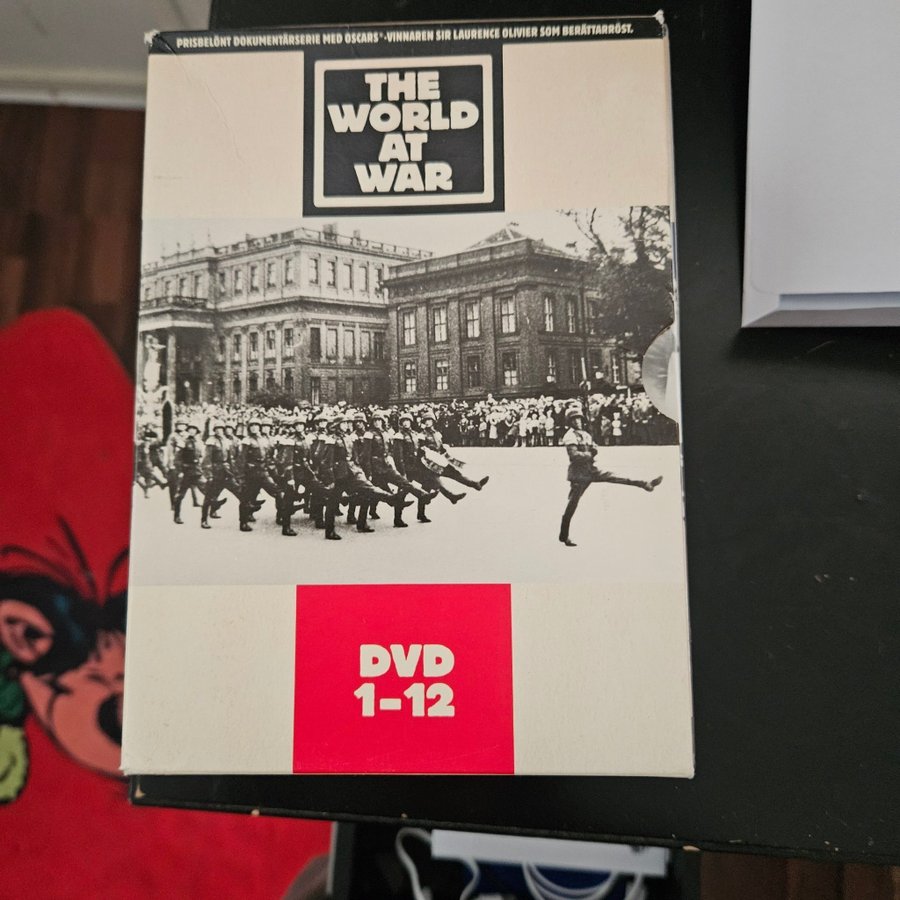 PRISBELÖNT DOKUMENTÄRSERIE MED OSCARS®-VINNAREN SIR LAURENCE OLIVIER SOM BERÄTTARRÖST.
THE
WORLD
AT
WAR
DVD
1-12